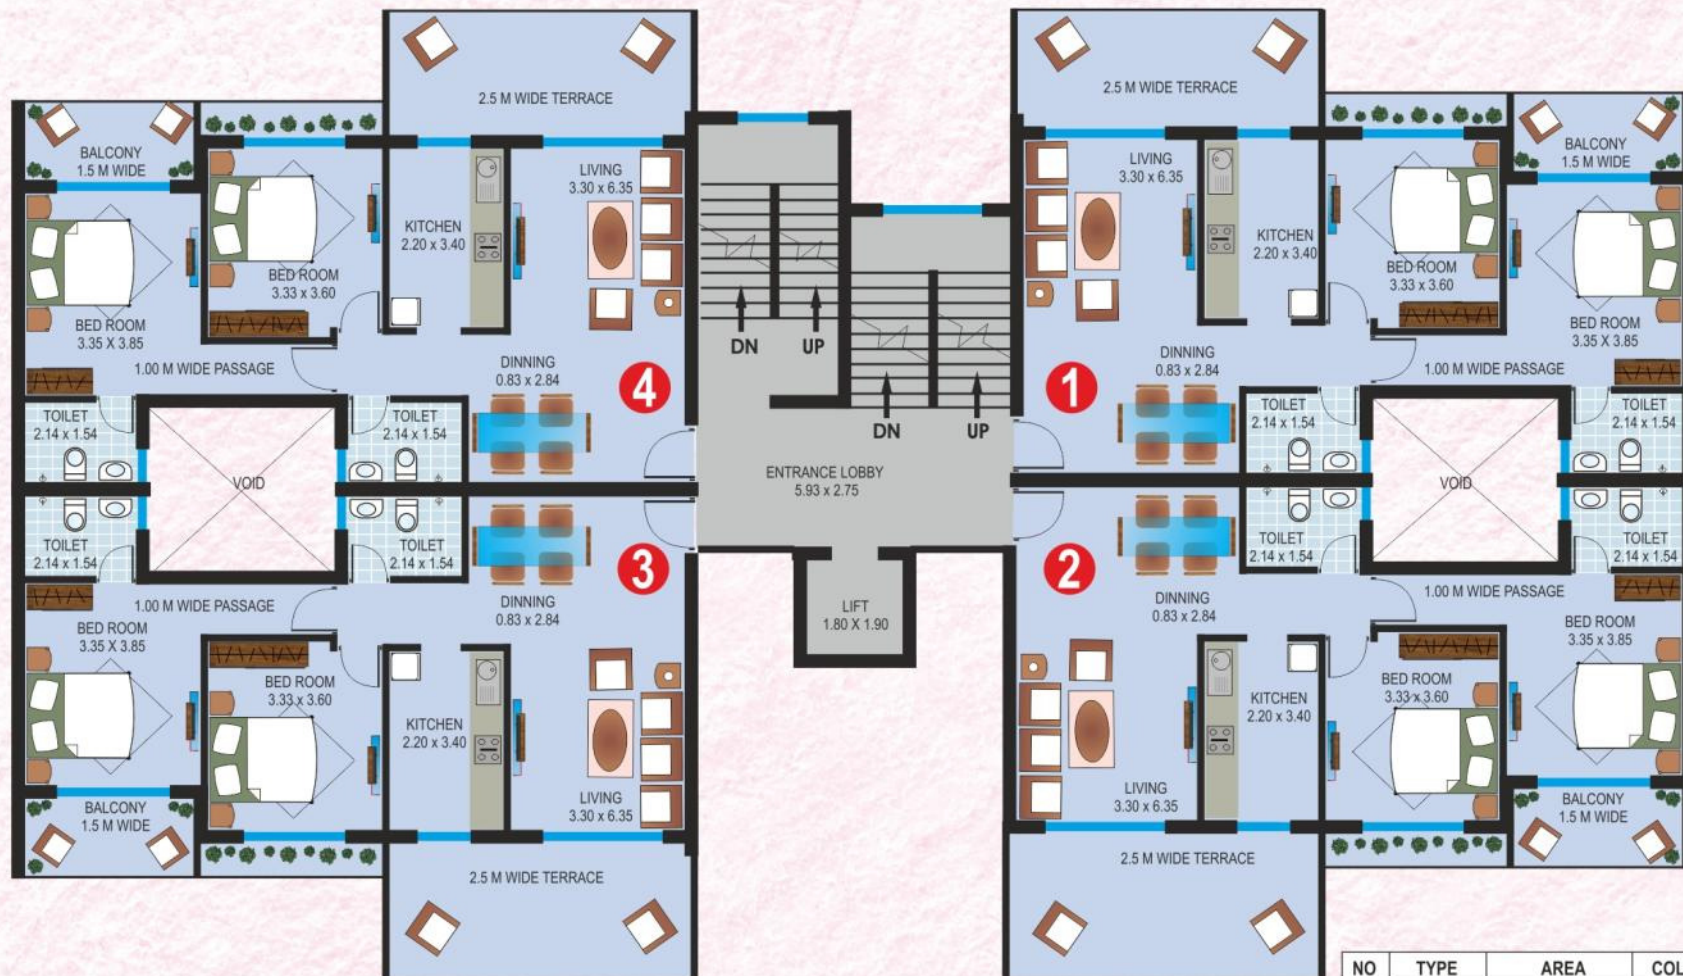 2.5 M WIDE TERRACE
BALCONY
1.5 M WIDE
LIVING
3.30 x 6.35
KITCHEN
2.20 x 3.40
BED ROOM
3.33 x 3.60
BED ROOM
3.35 X 3.85
1.00 M WIDE PASSAGE
DINNING
0.83 x 2.84
4
TOILET
2.14 x 1.54
TOILET
2.14 x 1.54
VOID
TOILET
2.14 x 1.54
TOILET
2.14 x 1.54
1.00 M WIDE PASSAGE
DINNING
0.83 x 2.84
3
BED ROOM
3.35 X 3.85
BED ROOM
3.33 x 3.60
KITCHEN
2.20 x 3.40
LIVING
3.30 x 6.35
BALCONY
1.5 M WIDE
2.5 M WIDE TERRACE
DN
UP
DN
UP
ENTRANCE LOBBY
5.93 x 2.75
LIFT
1.80 X 1.90
2.5 M WIDE TERRACE
BALCONY
1.5 M WIDE
LIVING
3.30 x 6.35
KITCHEN
2.20 x 3.40
BED ROOM
3.33 x 3.60
BED ROOM
3.35 X 3.85
DINNING
0.83 x 2.84
1.00 M WIDE PASSAGE
1
TOILET
2.14 x 1.54
TOILET
2.14 x 1.54
VOID
TOILET
2.14 x 1.54
TOILET
2.14 x 1.54
2
DINNING
0.83 x 2.84
1.00 M WIDE PASSAGE
BED ROOM
3.35 X 3.85
BED ROOM
3.33 x 3.60
KITCHEN
2.20 x 3.40
LIVING
3.30 x 6.35
BALCONY
1.5 M WIDE
2.5 M WIDE TERRACE
NO TYPE AREA